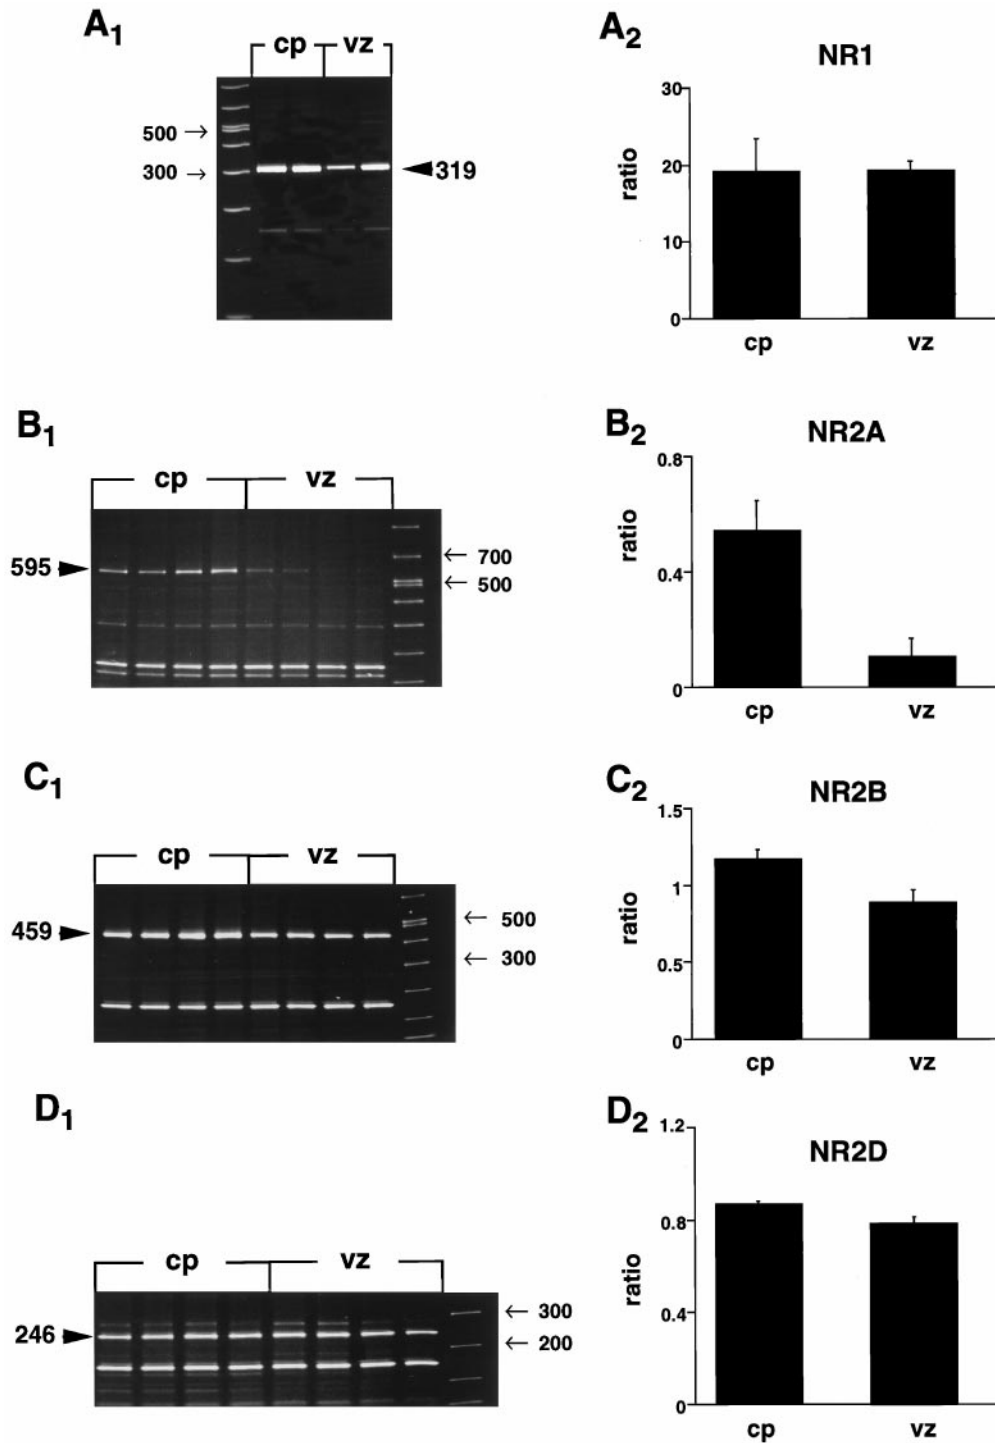 A1
cp vz
500 →
300 →
319
A2
NR1
30
20
10
0
ratio
cp vz
B1
cp vz
595
← 700
← 500
B2
NR2A
0.8
0.4
0
ratio
cp vz
C1
cp vz
459
← 500
← 300
C2
NR2B
1.5
1
0.5
0
ratio
cp vz
D1
cp vz
246
← 300
← 200
D2
NR2D
1.2
0.8
0.4
0
ratio
cp vz